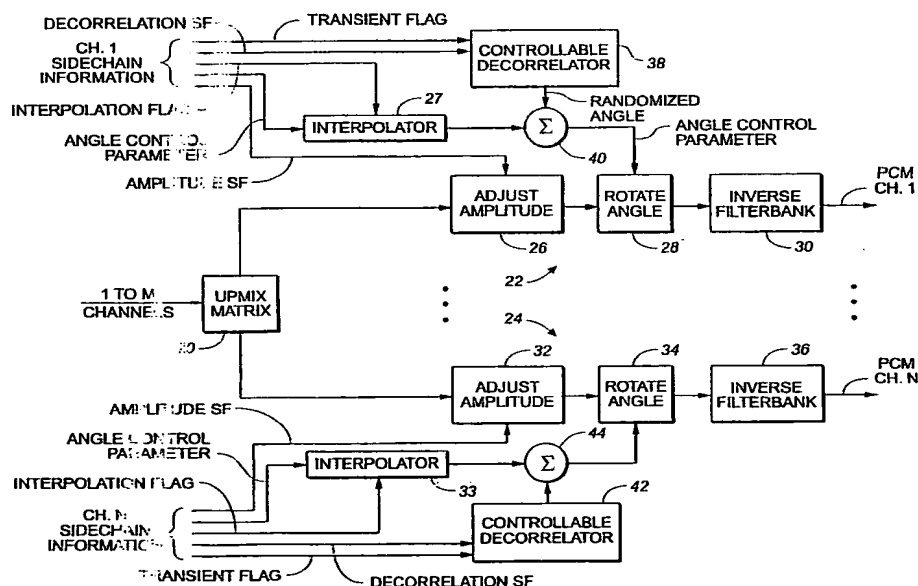 DECORRELATION SF
TRANSIENT FLAG
CH. 1
SIDECHAIN
INFORMATION
CONTROLLABLE
DECORRELATOR
38
INTERPOLATION FLAG
27
INTERPOLATOR
RANDOMIZED
ANGLE
Σ
40
ANGLE CONTROL
PARAMETER
ANGLE CONTROL
PARAMETER
AMPLITUDE SF
ADJUST
AMPLITUDE
26
ROTATE
ANGLE
28
INVERSE
FILTERBANK
30
PCM
CH. 1
22
1 TO M
CHANNELS
UPMIX
MATRIX
20
24
32
34
36
ADJUST
AMPLITUDE
ROTATE
ANGLE
INVERSE
FILTERBANK
PCM
CH. N
AMPLITUDE SF
ANGLE CONTROL
PARAMETER
INTERPOLATOR
33
Σ
44
INTERPOLATION FLAG
42
CH. N
SIDECHAIN
INFORMATION
CONTROLLABLE
DECORRELATOR
TRANSIENT FLAG
DECORRELATION SF